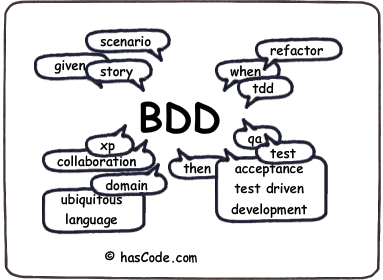 scenario
given
story
refactor
when
tdd
BDD
xp
collaboration
domain
ubiquitous
language
then
qa
test
acceptance
test driven
development
© hasCode.com